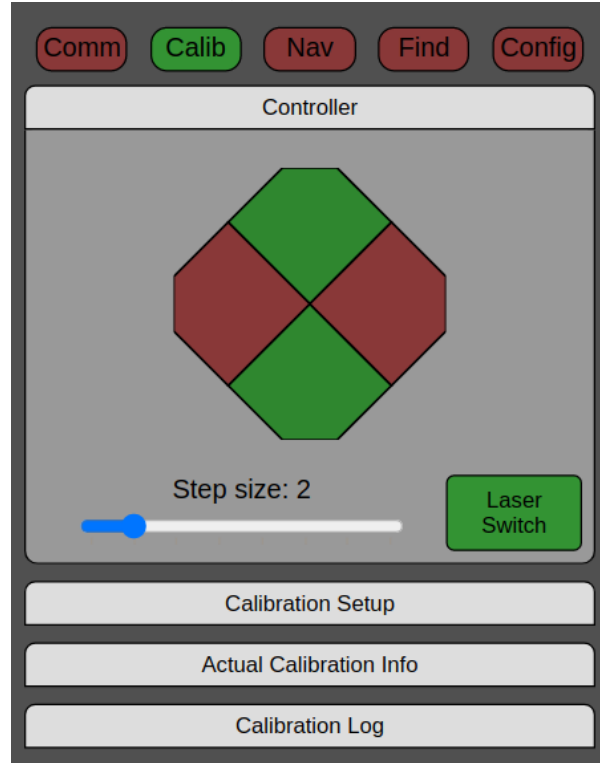 Comm Calib Nav Find Config
Controller
Step size: 2
Laser
Switch
Calibration Setup
Actual Calibration Info
Calibration Log